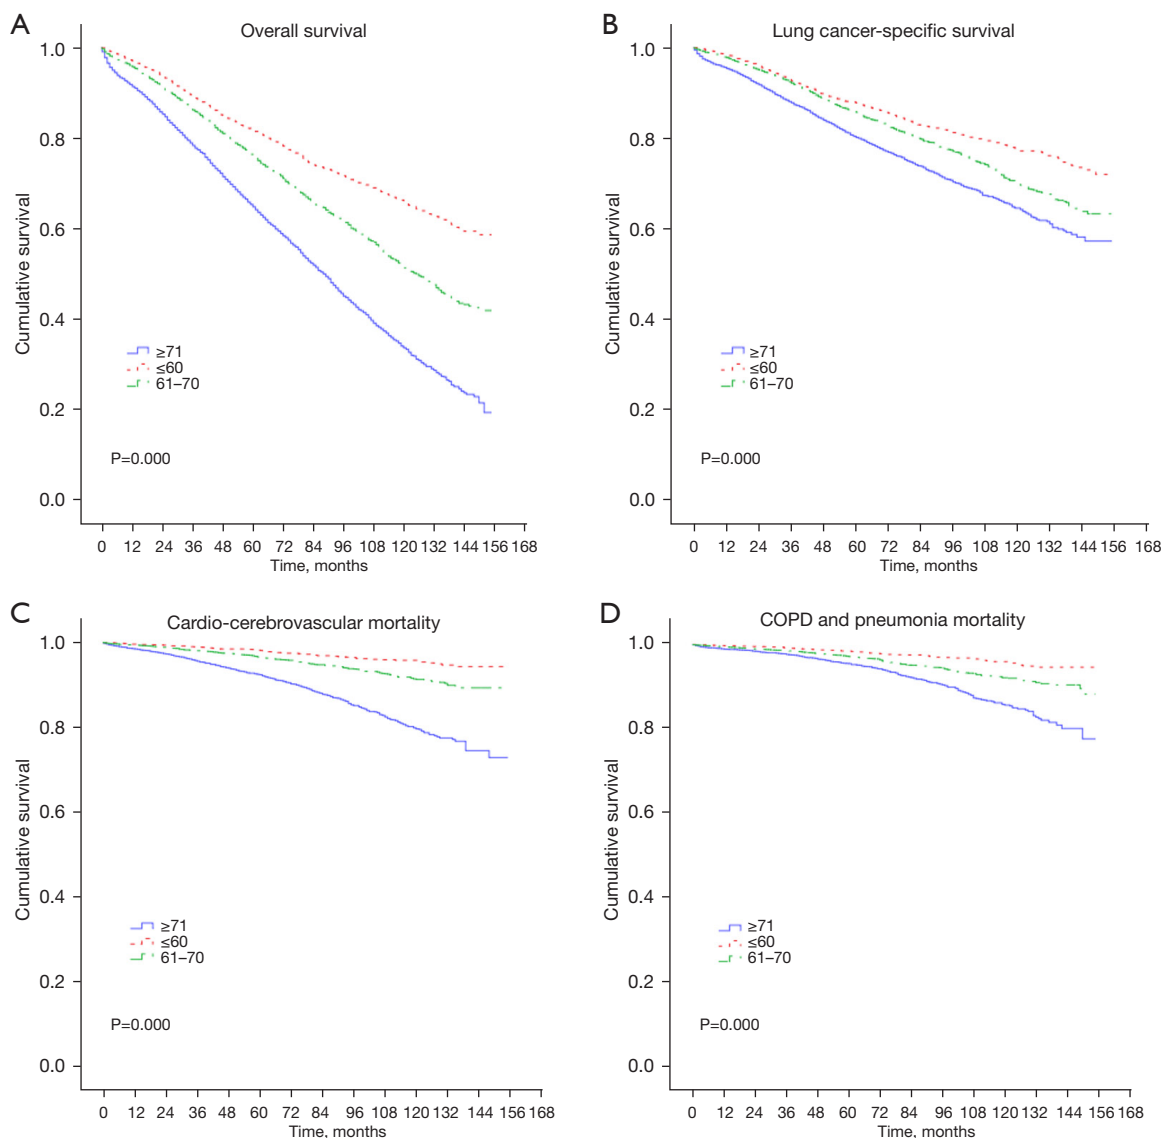 A
Overall survival
Cumulative survival
1.0
0.8
0.6
0.4
0.2
0.0
≥71
≤60
61–70
P=0.000
0 12 24 36 48 60 72 84 96 108 120 132 144 156 168
Time, months
B
Lung cancer-specific survival
Cumulative survival
1.0
0.8
0.6
0.4
0.2
0.0
≥71
≤60
61–70
P=0.000
0 12 24 36 48 60 72 84 96 108 120 132 144 156 168
Time, months
C
Cardio-cerebrovascular mortality
Cumulative survival
1.0
0.8
0.6
0.4
0.2
0.0
≥71
≤60
61–70
P=0.000
0 12 24 36 48 60 72 84 96 108 120 132 144 156 168
Time, months
D
COPD and pneumonia mortality
Cumulative survival
1.0
0.8
0.6
0.4
0.2
0.0
≥71
≤60
61–70
P=0.000
0 12 24 36 48 60 72 84 96 108 120 132 144 156 168
Time, months